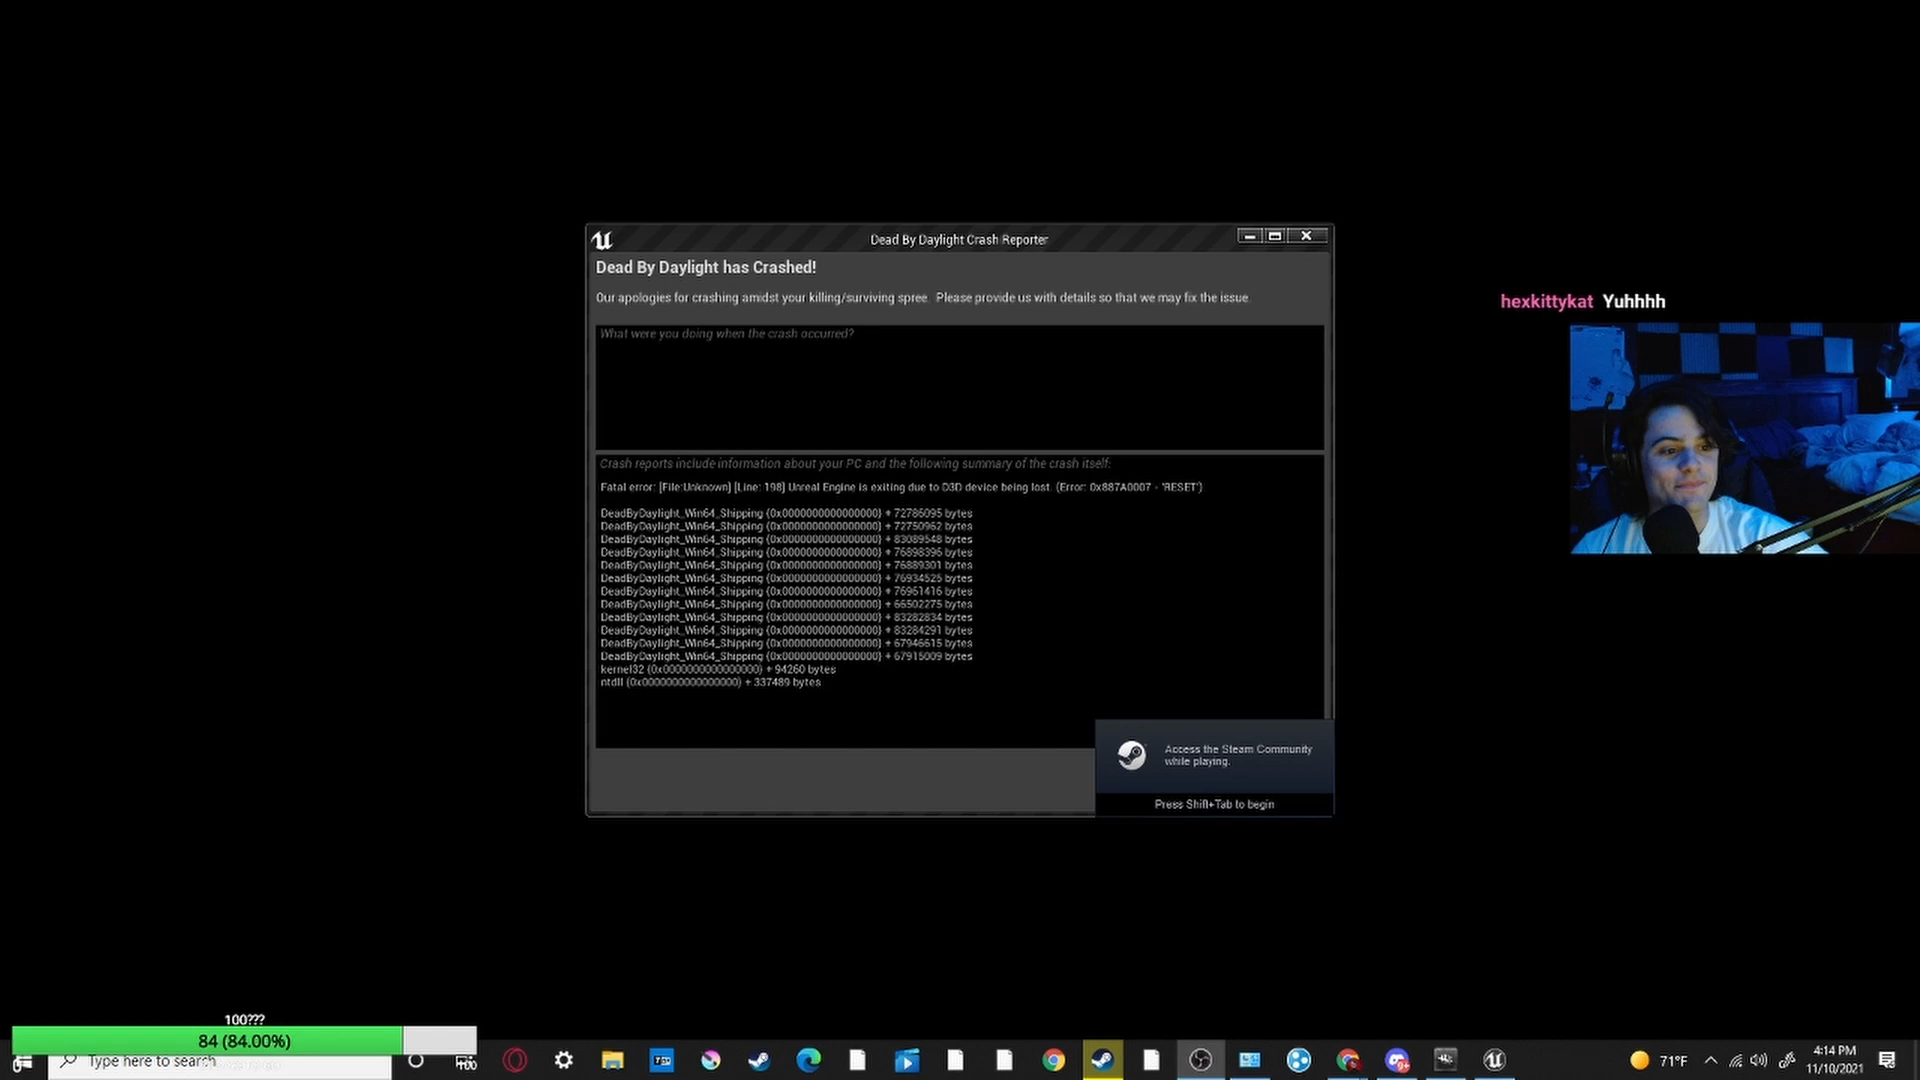 Dead By Daylight Crash Reporter
Dead By Daylight has Crashed!
Our apologies for crashing amidst your killing/surviving spree. Please provide us with details so that we may fix the issue.
What were you doing when the crash occurred?
Crash reports include information about your PC and the following summary of the crash itself:
Fatal error: [File:Unknown] [Line: 198] Unreal Engine is exiting due to D3D device being lost. (Error: 0x887A0007 - 'RESET')
DeadByDaylight_Win64_Shipping {0x0000000000000000} + 72786095 bytes
DeadByDaylight_Win64_Shipping {0x0000000000000000} + 72750962 bytes
DeadByDaylight_Win64_Shipping {0x0000000000000000} + 83089548 bytes
DeadByDaylight_Win64_Shipping {0x0000000000000000} + 76898396 bytes
DeadByDaylight_Win64_Shipping {0x0000000000000000} + 76889301 bytes
DeadByDaylight_Win64_Shipping {0x0000000000000000} + 76934525 bytes
DeadByDaylight_Win64_Shipping {0x0000000000000000} + 76961416 bytes
DeadByDaylight_Win64_Shipping {0x0000000000000000} + 66502275 bytes
DeadByDaylight_Win64_Shipping {0x0000000000000000} + 83282834 bytes
DeadByDaylight_Win64_Shipping {0x0000000000000000} + 83284291 bytes
DeadByDaylight_Win64_Shipping {0x0000000000000000} + 67946615 bytes
DeadByDaylight_Win64_Shipping {0x0000000000000000} + 67915009 bytes
kernel32 {0x0000000000000000} + 94260 bytes
ntdll {0x0000000000000000} + 337489 bytes
Access the Steam Community
while playing.
Press Shift+Tab to begin
hexkittykat Yuhhhh
100???
84 (84.00%)
Type here to search
71°F
4:14 PM
11/10/2021